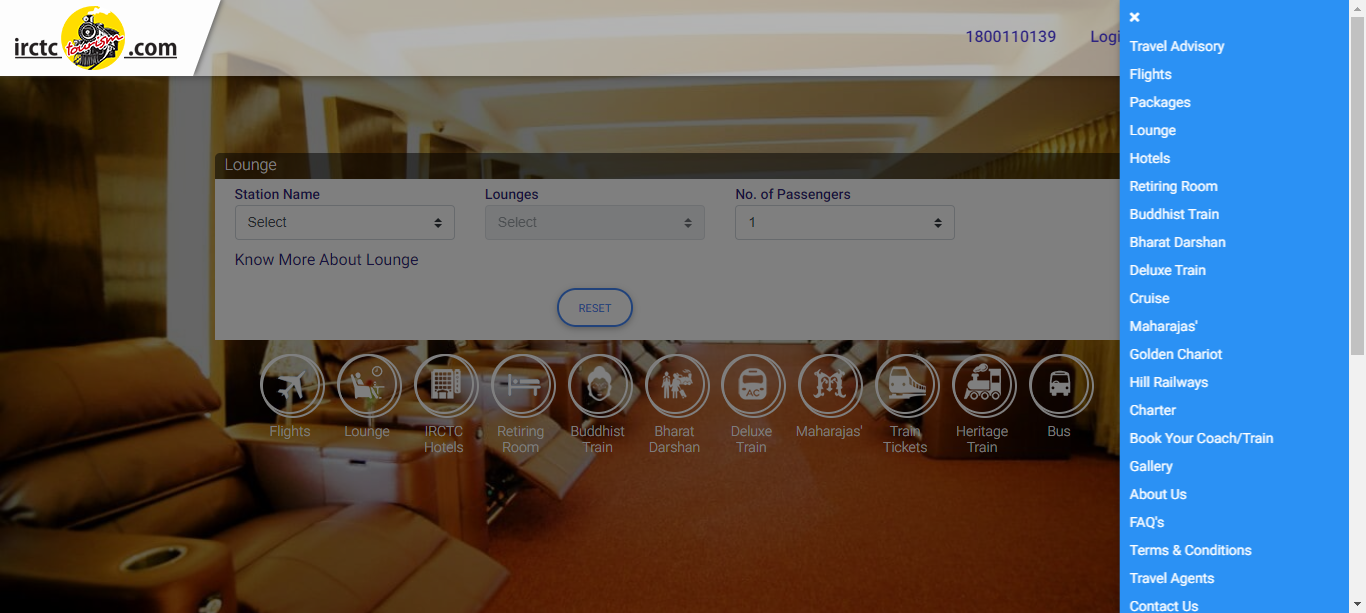 irctc tourism .com
1800110139
Logi
Lounge
Station Name
Lounges
No. of Passengers
Select
Select
1
Know More About Lounge
RESET
Flights
Lounge
IRCTC
Hotels
Retiring
Room
Buddhist
Train
Bharat
Darshan
AC
Deluxe
Train
Maharajas'
Train
Tickets
Heritage
Train
Bus
×
Travel Advisory
Flights
Packages
Lounge
Hotels
Retiring Room
Buddhist Train
Bharat Darshan
Deluxe Train
Cruise
Maharajas'
Golden Chariot
Hill Railways
Charter
Book Your Coach/Train
Gallery
About Us
FAQ's
Terms & Conditions
Travel Agents
Contact Us